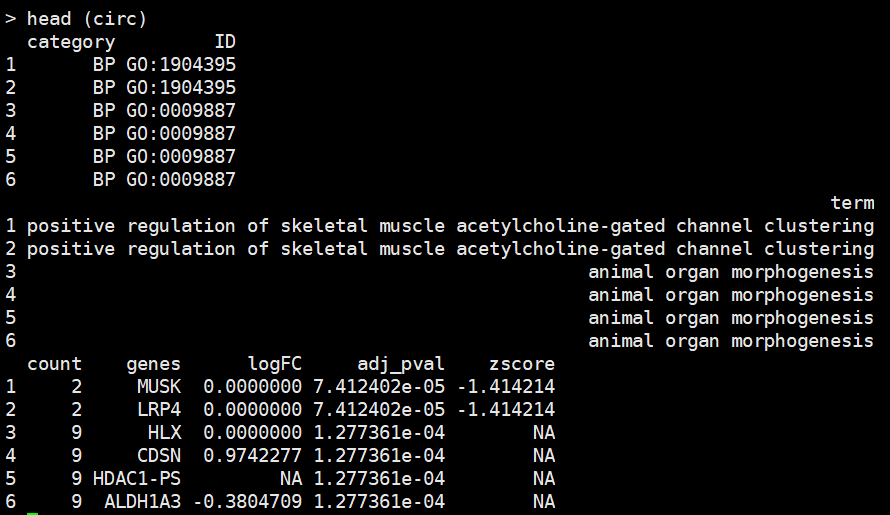 > head (circ)
  category         ID
1       BP GO:1904395
2       BP GO:1904395
3       BP GO:0009887
4       BP GO:0009887
5       BP GO:0009887
6       BP GO:0009887
                                                                           term
1 positive regulation of skeletal muscle acetylcholine-gated channel clustering
2 positive regulation of skeletal muscle acetylcholine-gated channel clustering
3                                                    animal organ morphogenesis
4                                                    animal organ morphogenesis
5                                                    animal organ morphogenesis
6                                                    animal organ morphogenesis
  count    genes      logFC     adj_pval    zscore
1     2     MUSK  0.0000000 7.412402e-05 -1.414214
2     2     LRP4  0.0000000 7.412402e-05 -1.414214
3     9      HLX  0.0000000 1.277361e-04        NA
4     9     CDSN  0.9742277 1.277361e-04        NA
5     9 HDAC1-PS         NA 1.277361e-04        NA
6     9  ALDH1A3 -0.3804709 1.277361e-04        NA